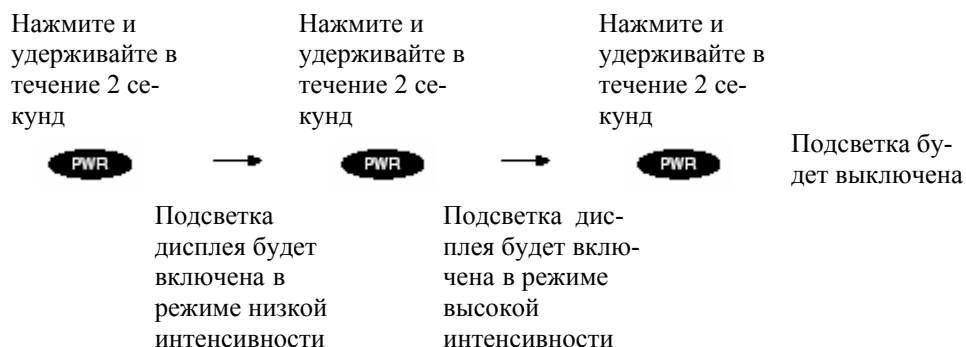 Нажмите и
удерживайте в
течение 2 се-
кунд
Нажмите и
удерживайте в
течение 2 се-
кунд
Нажмите и
удерживайте в
течение 2 се-
кунд
PWR
PWR
PWR
Подсветка бу-
дет выключена
Подсветка
дисплея будет
включена в
режиме низкой
интенсивности
Подсветка дис-
плея будет вклю-
чена в режиме
высокой
интенсивности